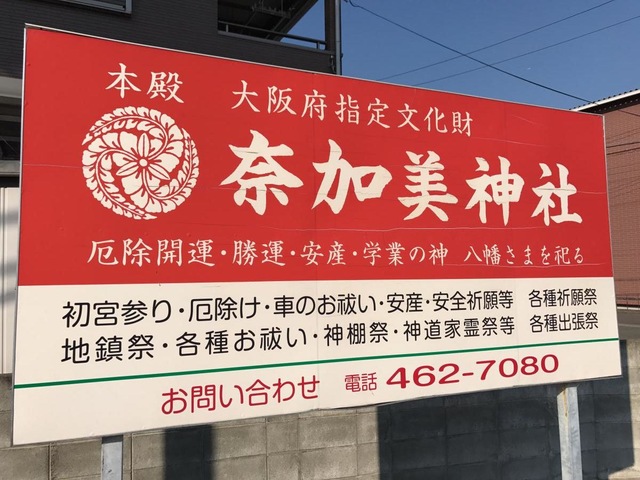 本殿 大阪府指定文化財
奈加美神社
厄除開運・勝運・安産・学業の神 八幡さまを祀る
初宮参り・厄除け・車のお祓い・安産・安全祈願等 各種祈願祭
地鎮祭・各種お祓い・神棚祭・神道家霊祭等 各種出張祭
お問い合わせ 電話 462-7080